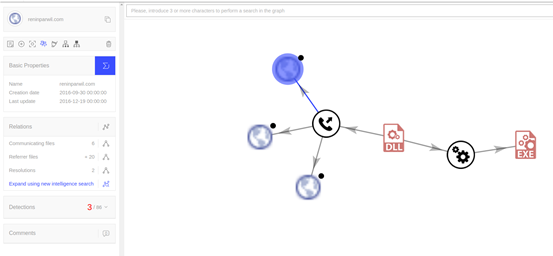 ninmpaneli.com
Please, introduce 3 or more characters to perform a search in the graph
Basic Properties
Name ninmpaneli.com
Creation date 2018-09-30 00:00:00
Last update 2018-12-19 00:00:00
Relations
Communicating files 6
Referrer files + 20
Resolutions 2
Expand using new intelligence search
Detections 3 / 66
Comments
DLL
EXE